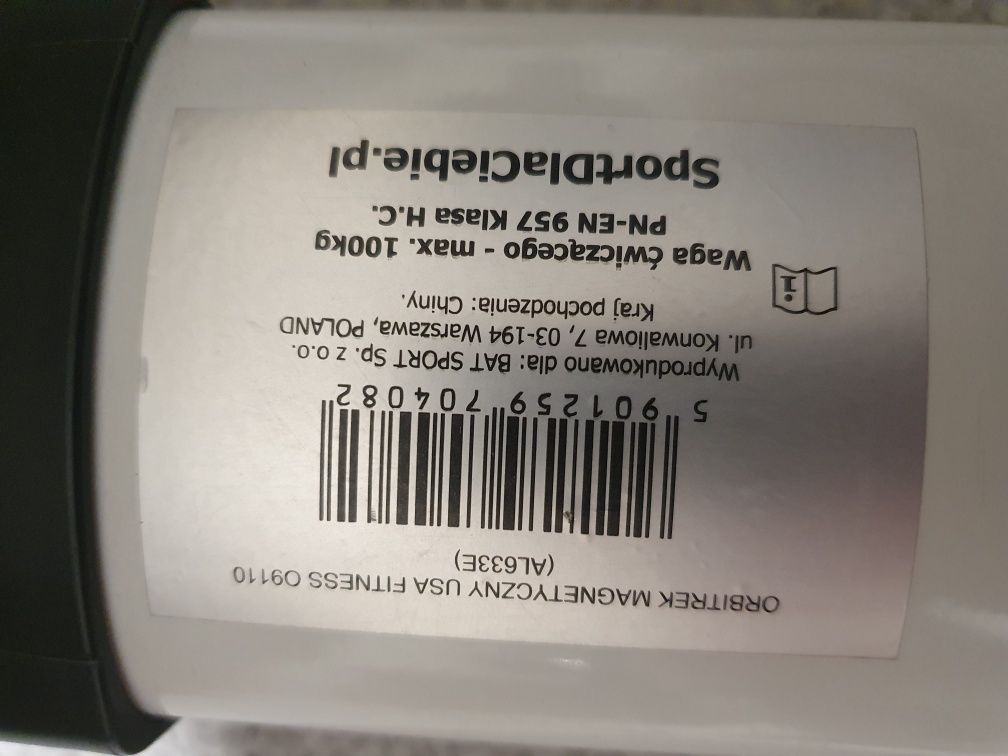 ORBITREK MAGNETYCZNY USA FITNESS O9110
(AL633E)
5 901259 704082
Wyprodukowano dla: BAT SPORT Sp. z o.o.
ul. Konwaliowa 7, 03-194 Warszawa, POLAND
Kraj pochodzenia: Chiny.
i
Waga ćwiczącego - max. 100kg
PN-EN 957 Klasa H.C.
SportDlaCiebie.pl